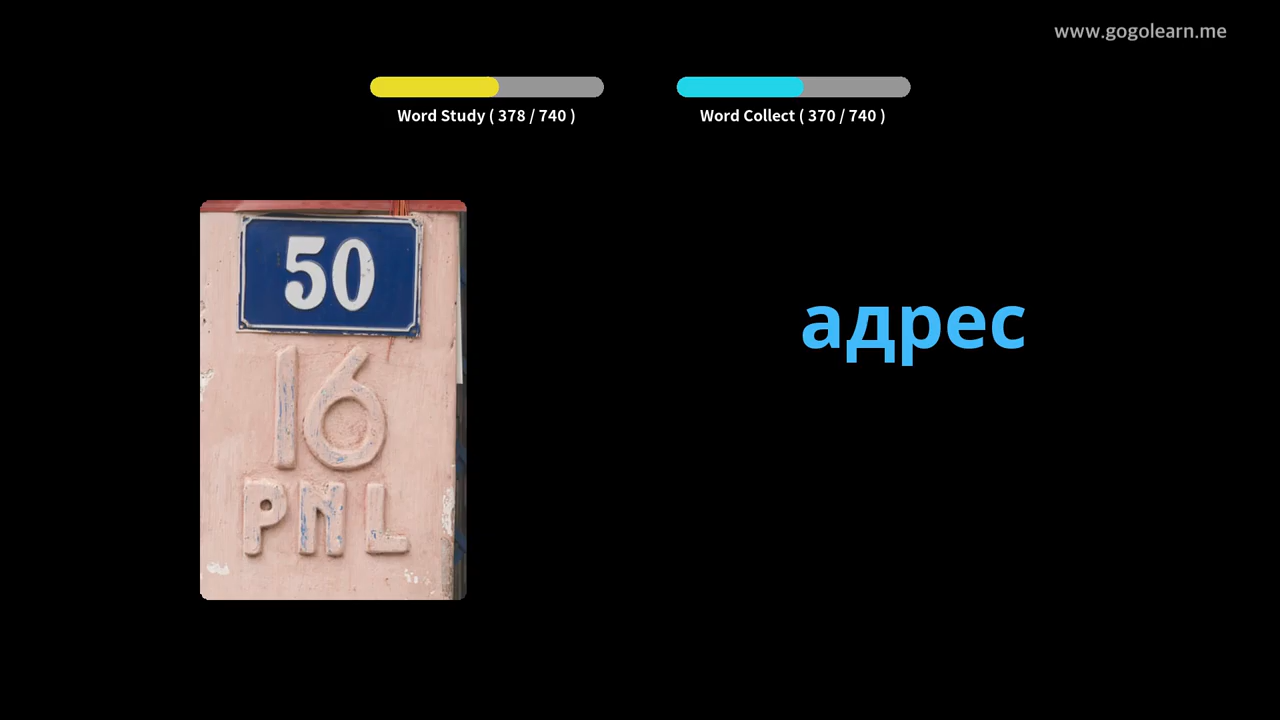 www.gogolearn.me
Word Study ( 378 / 740 )
Word Collect ( 370 / 740 )
50
16
PNL
адрес